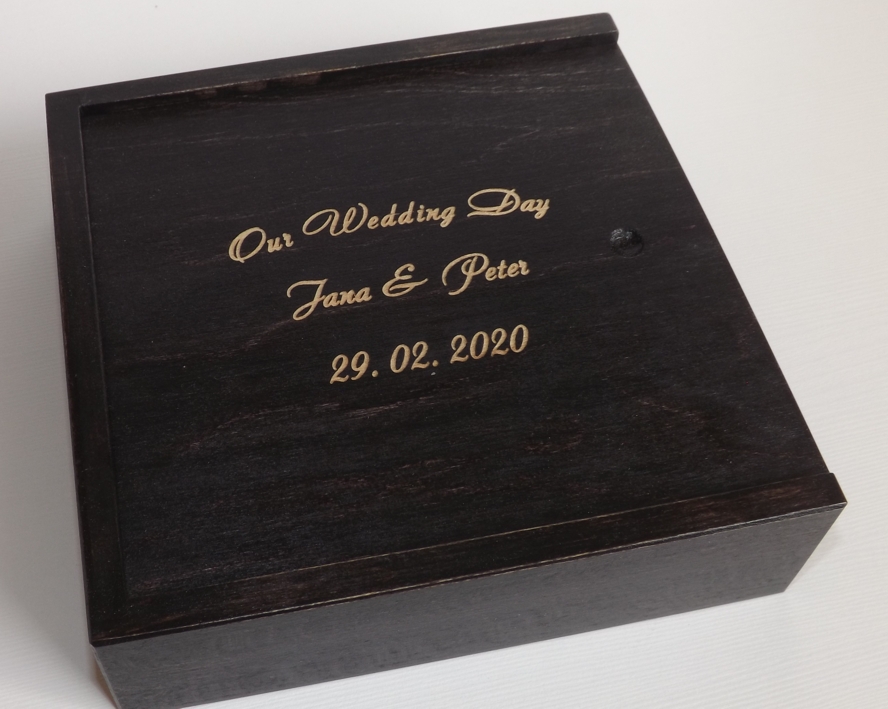 Our Wedding Day
Jana & Peter
29. 02. 2020